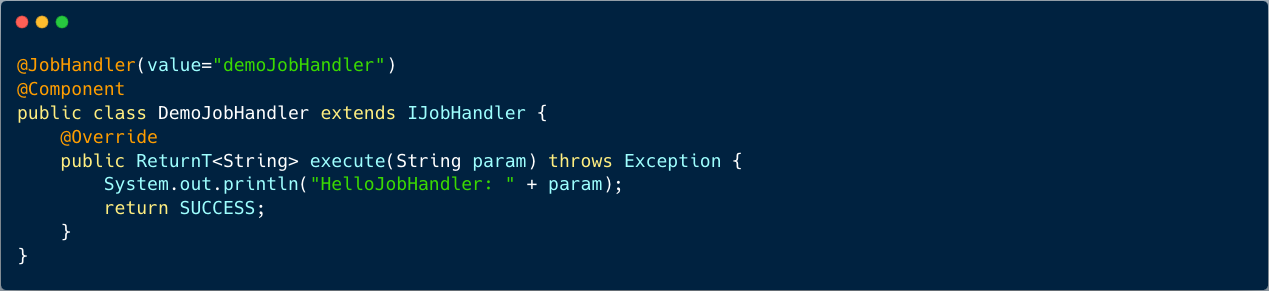 @JobHandler(value="demoJobHandler")
@Component
public class DemoJobHandler extends IJobHandler {
    @Override
    public ReturnT<String> execute(String param) throws Exception {
        System.out.println("HelloJobHandler: " + param);
        return SUCCESS;
    }
}